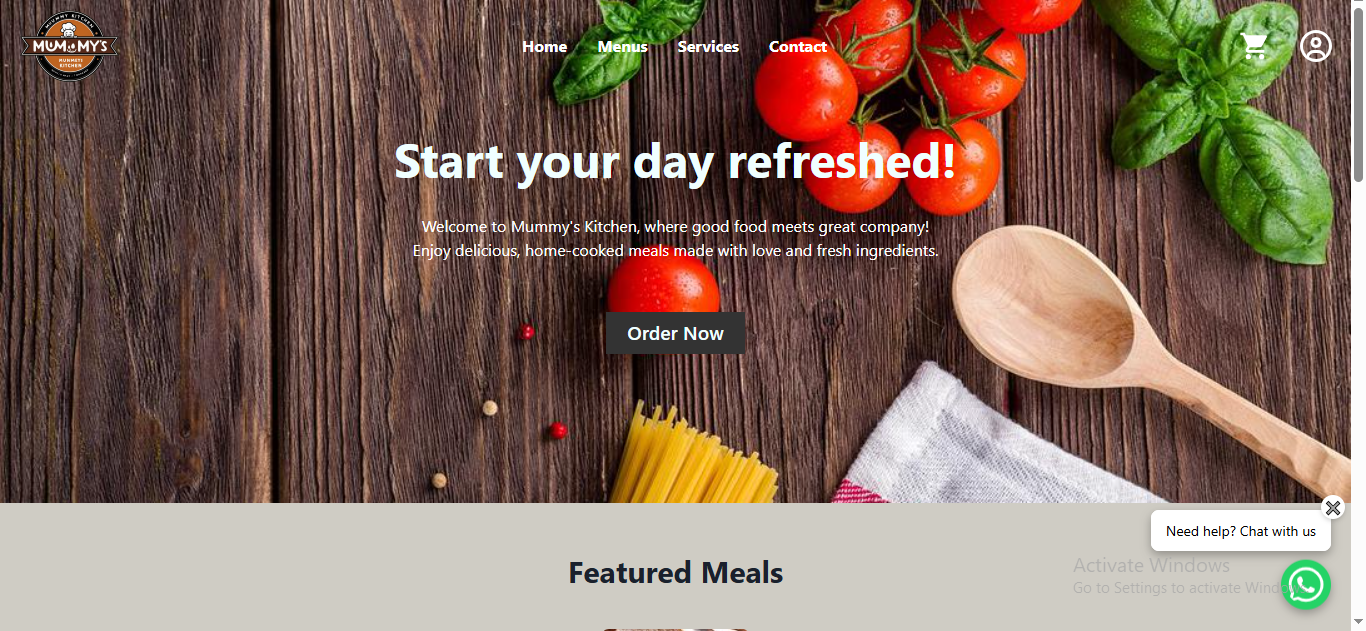 MUMMY KITCHEN
MUMMY'S
KITCHEN
Home
Menus
Services
Contact
Start your day refreshed!
Welcome to Mummy's Kitchen, where good food meets great company!
Enjoy delicious, home-cooked meals made with love and fresh ingredients.
Order Now
Need help? Chat with us
Featured Meals
Activate Windows
Go to Settings to activate Windows.